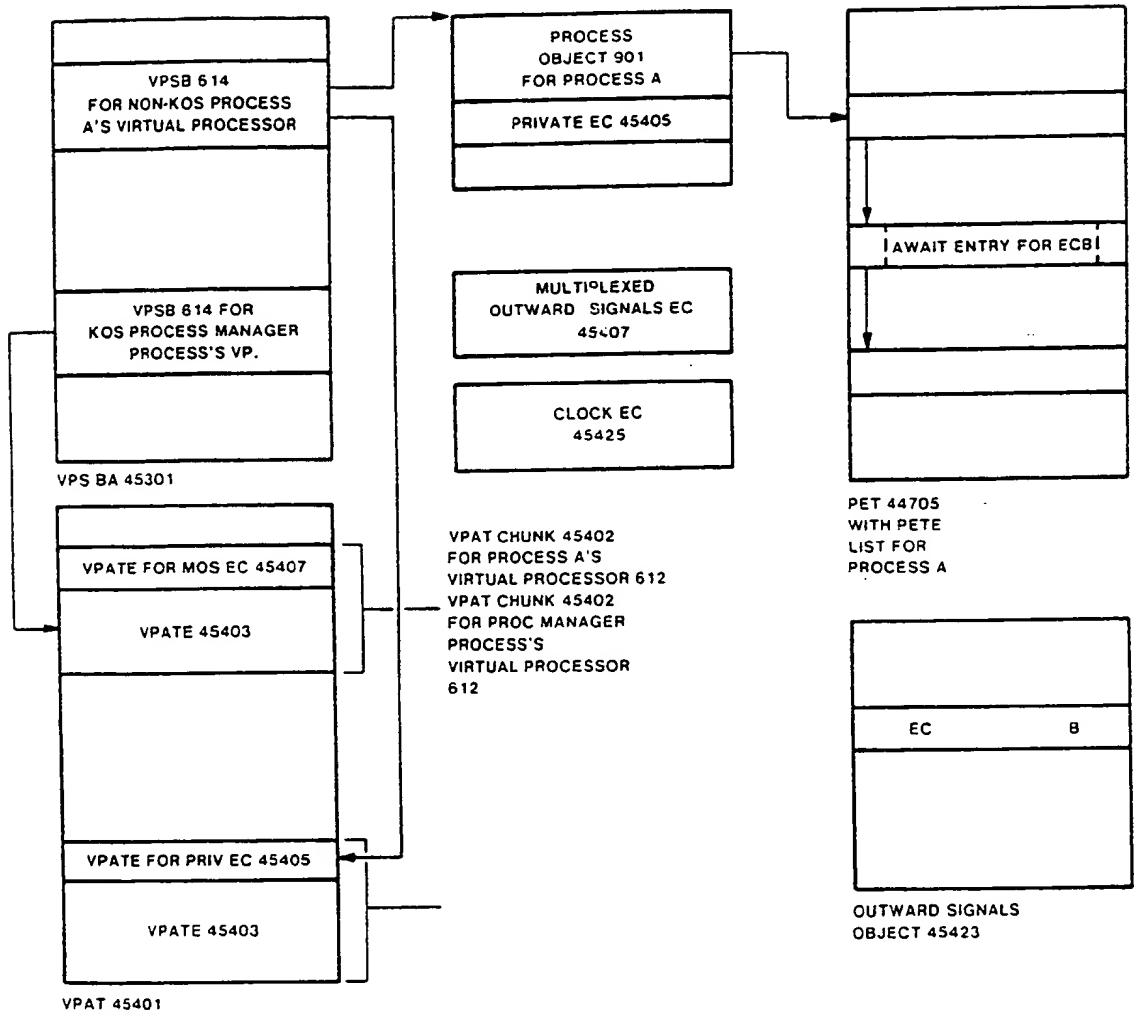 VPSB 614
FOR NON-KOS PROCESS
A'S VIRTUAL PROCESSOR
VPSB 614 FOR
KOS PROCESS MANAGER
PROCESS'S VP.
VPS BA 45301
PROCESS
OBJECT 901
FOR PROCESS A
PRIVATE EC 45405
MULTIPLEXED
OUTWARD SIGNALS EC
45407
CLOCK EC
45425
AWAIT ENTRY FOR ECB
PET 44705
WITH PETE
LIST FOR
PROCESS A
VPATE FOR MOS EC 45407
VPATE 45403
VPATE FOR PRIV EC 45405
VPATE 45403
VPAT 45401
VPAT CHUNK 45402
FOR PROCESS A'S
VIRTUAL PROCESSOR 612
VPAT CHUNK 45402
FOR PROC MANAGER
PROCESS'S
VIRTUAL PROCESSOR
612
EC B
OUTWARD SIGNALS
OBJECT 45423